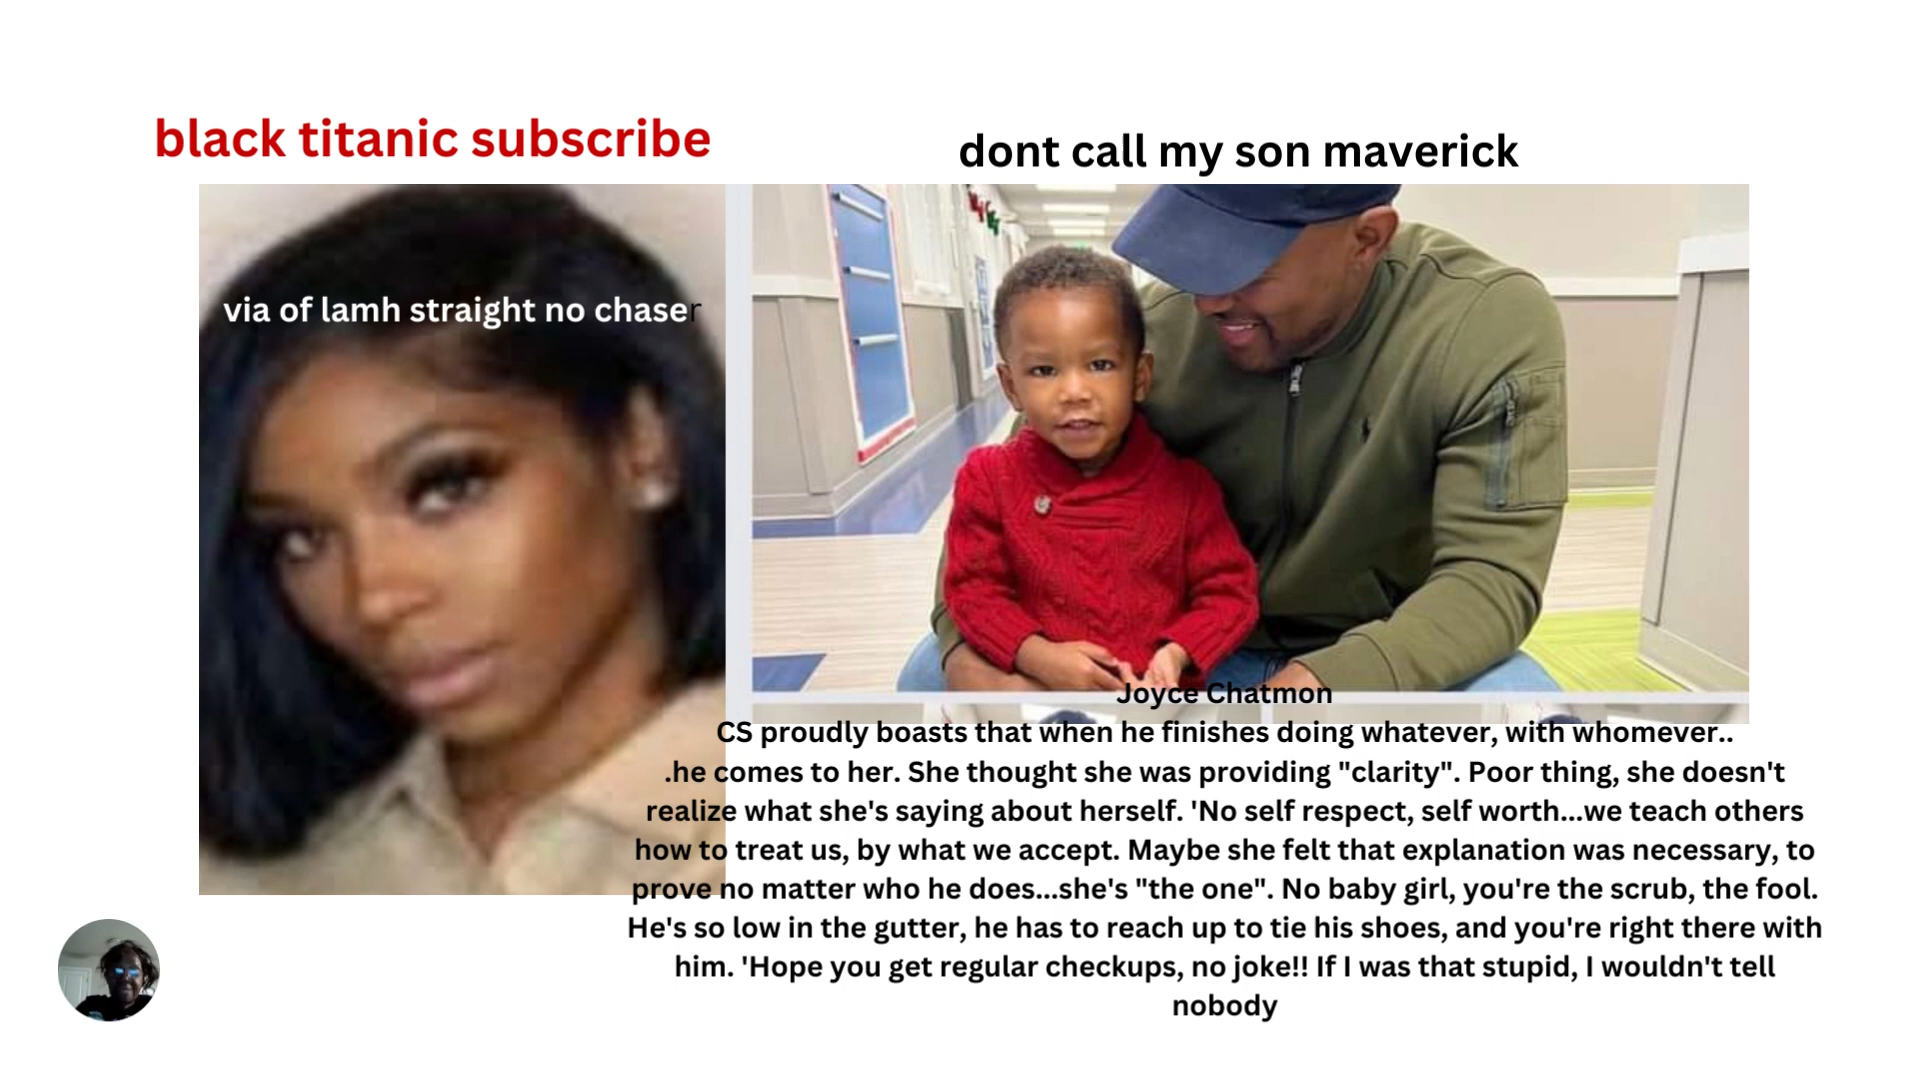 black titanic subscribe
dont call my son maverick
via of lamh straight no chaser
Joyce Chatmon
CS proudly boasts that when he finishes doing whatever, with whomever..
.he comes to her. She thought she was providing "clarity". Poor thing, she doesn't
realize what she's saying about herself. 'No self respect, self worth...we teach others
how to treat us, by what we accept. Maybe she felt that explanation was necessary, to
prove no matter who he does...she's "the one". No baby girl, you're the scrub, the fool.
He's so low in the gutter, he has to reach up to tie his shoes, and you're right there with
him. 'Hope you get regular checkups, no joke!! If I was that stupid, I wouldn't tell
nobody